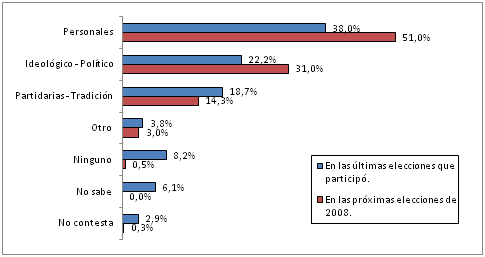 Personales
38,0%
51,0%
Ideológico-Político
22,2%
31,0%
Partidarias-Tradición
18,7%
14,3%
Otro
3,8%
3,0%
Ninguno
8,2%
0,5%
No sabe
6,1%
0,0%
No contesta
2,9%
0,3%
En las últimas elecciones que
participó.
En las próximas elecciones de
2008.